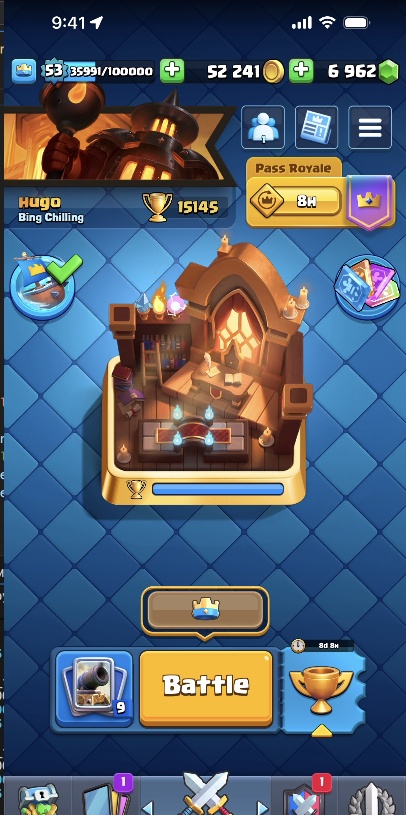 9:41
53 35991/100000
52 241
6 962
Pass Royale
8H
Hugo
Bing Chilling
15145
8d 8H
9
Battle
1
1